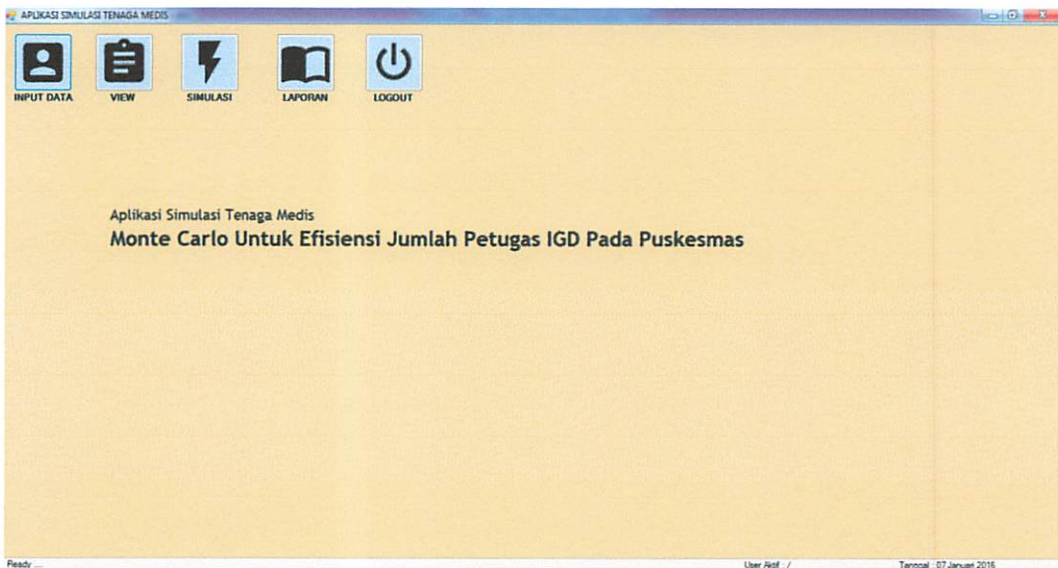 APLIKASI SIMULASI TENAGA MEDIS
INPUT DATA VIEW SIMULASI LAPORAN LOGOUT
Aplikasi Simulasi Tenaga Medis
Monte Carlo Untuk Efisiensi Jumlah Petugas IGD Pada Puskesmas
Ready .... User Aktif : / Tanggal : 07 Januari 2016